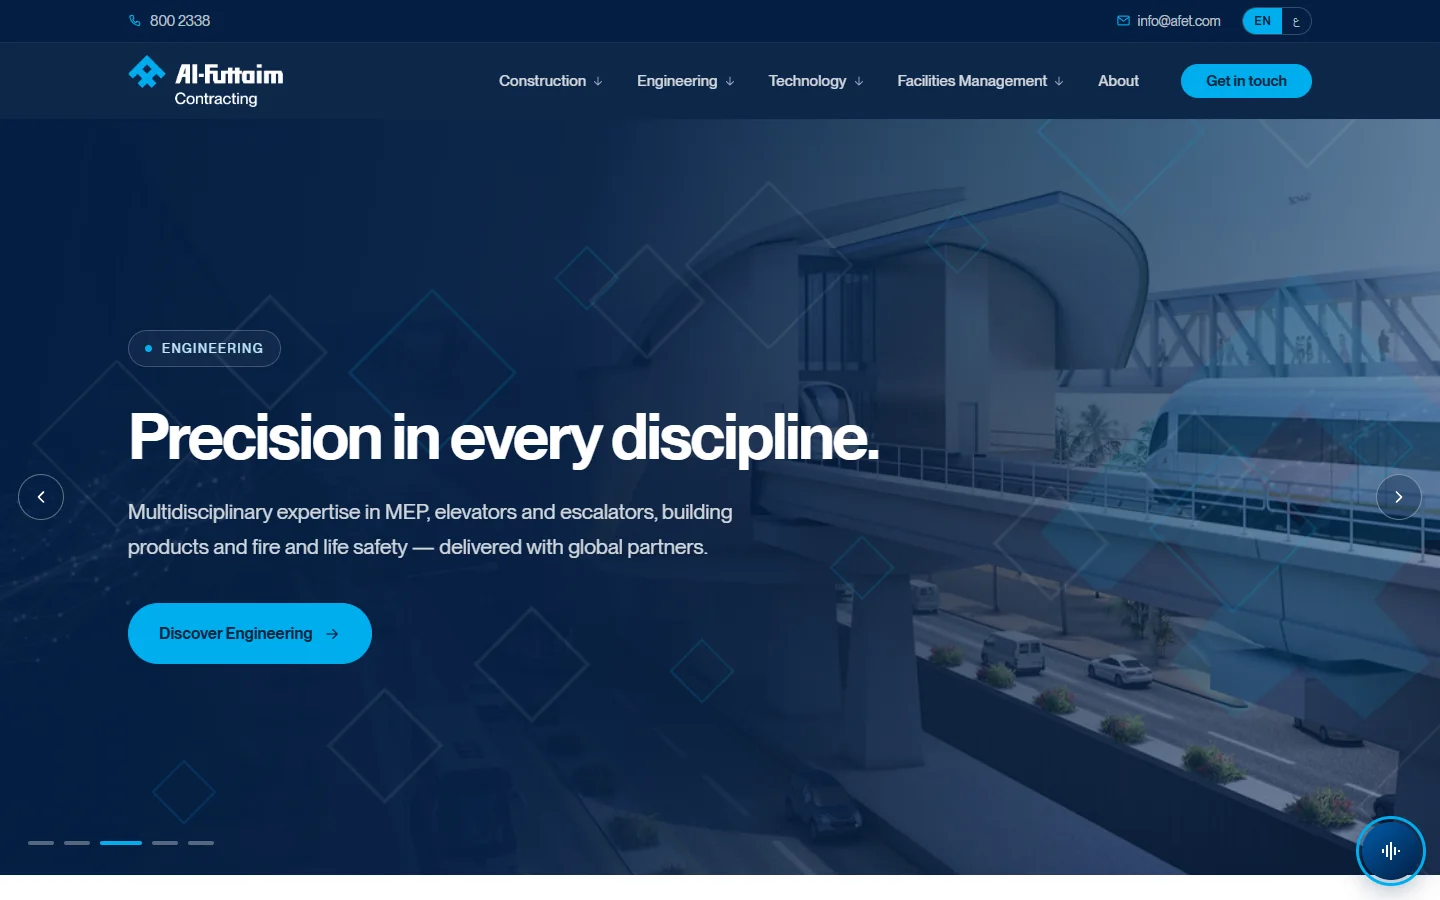 800 2338
info@afet.com
EN
ع
Al-Futtaim
Contracting
Construction
Engineering
Technology
Facilities Management
About
Get in touch
ENGINEERING
Precision in every discipline.
Multidisciplinary expertise in MEP, elevators and escalators, building
products and fire and life safety — delivered with global partners.
Discover Engineering